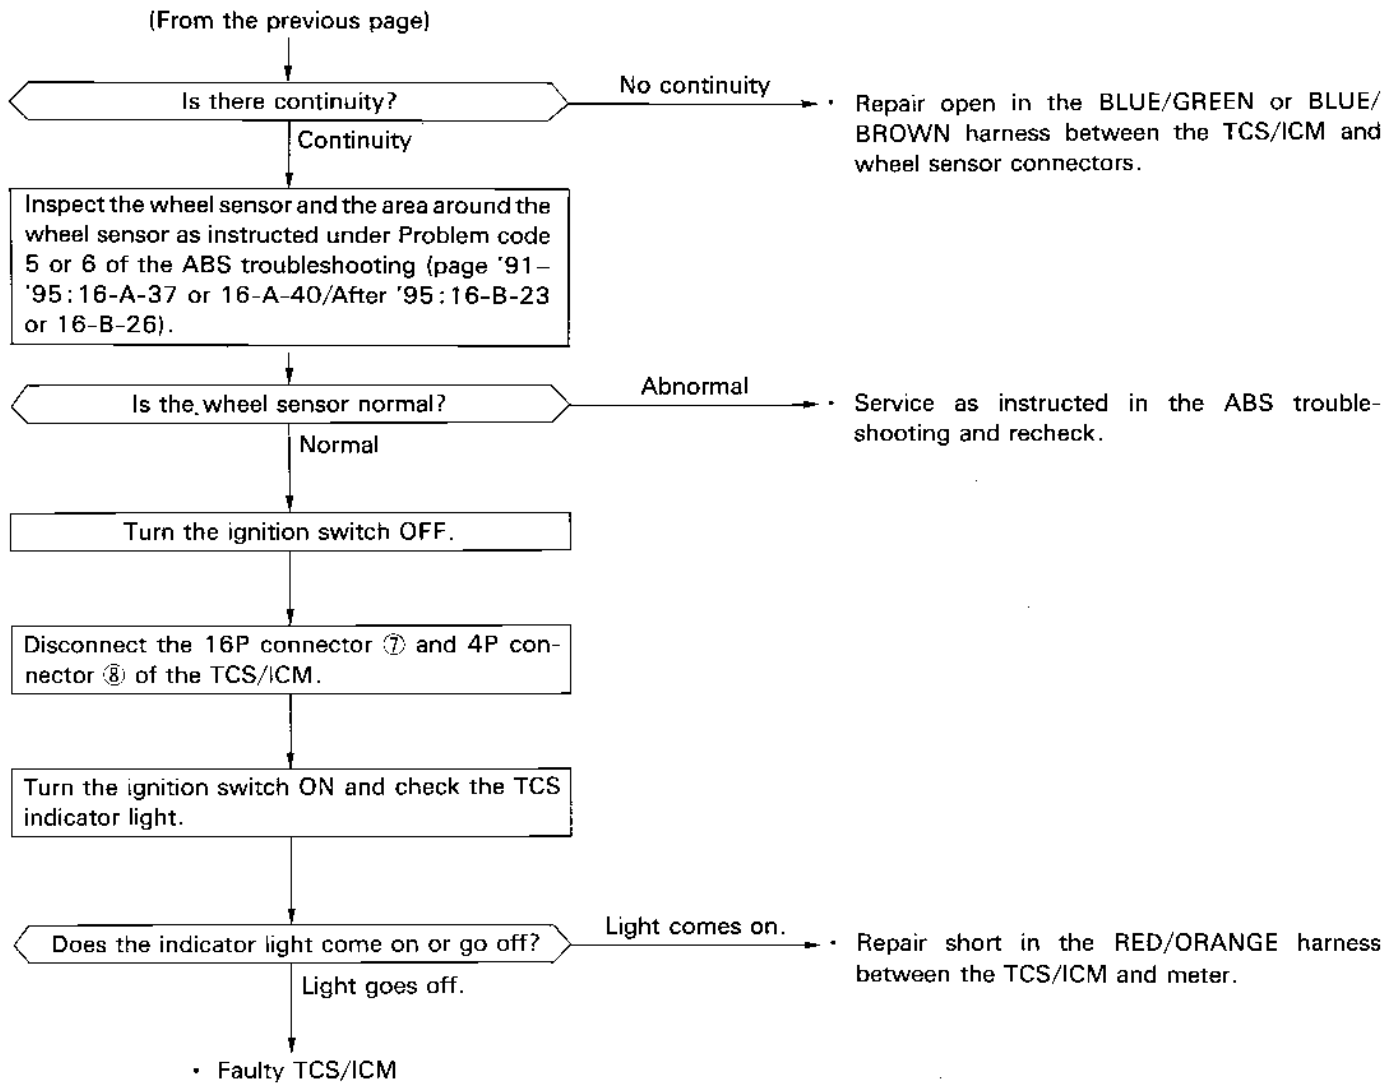 (From the previous page)
Is there continuity?
No continuity
· Repair open in the BLUE/GREEN or BLUE/
BROWN harness between the TCS/ICM and
wheel sensor connectors.
Continuity
Inspect the wheel sensor and the area around the
wheel sensor as instructed under Problem code
5 or 6 of the ABS troubleshooting (page '91–
'95:16-A-37 or 16-A-40/After '95:16-B-23
or 16-B-26).
Is the wheel sensor normal?
Abnormal
· Service as instructed in the ABS trouble-
shooting and recheck.
Normal
Turn the ignition switch OFF.
Disconnect the 16P connector ⑦ and 4P con-
nector ⑧ of the TCS/ICM.
Turn the ignition switch ON and check the TCS
indicator light.
Does the indicator light come on or go off?
Light comes on.
· Repair short in the RED/ORANGE harness
between the TCS/ICM and meter.
Light goes off.
· Faulty TCS/ICM